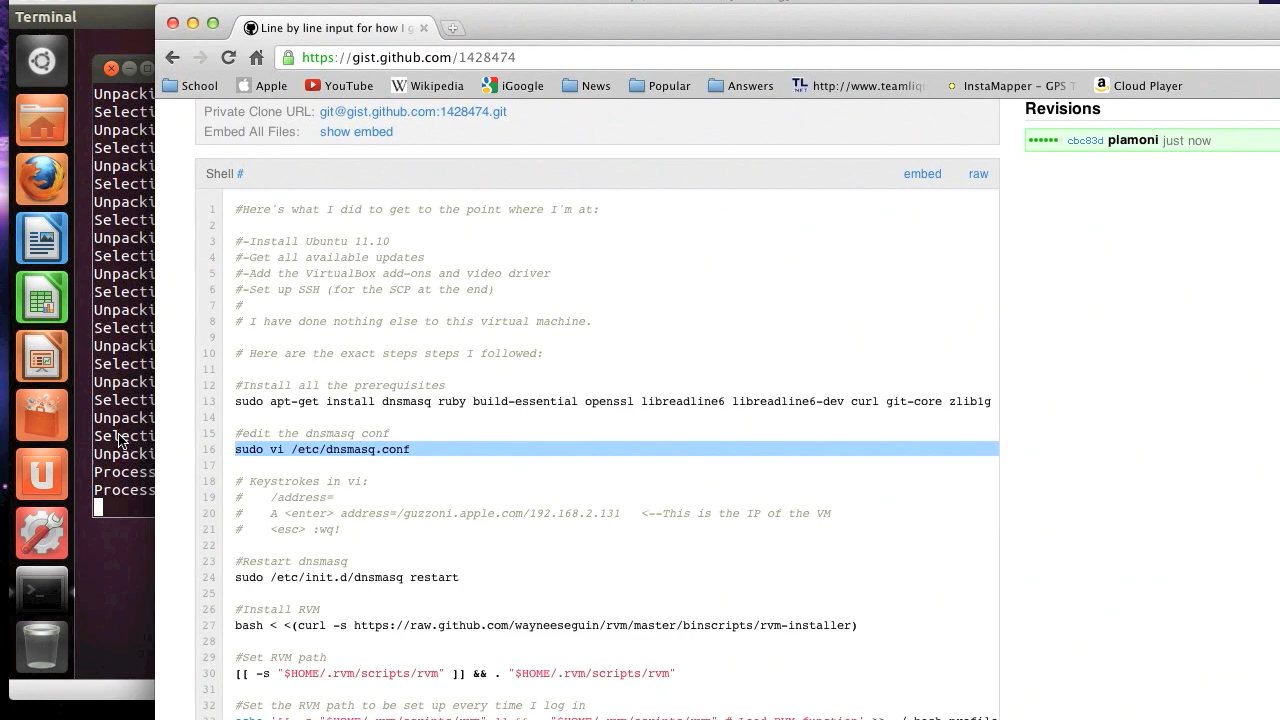 Terminal
Line by line input for how I g
https://gist.github.com/1428474
School
Apple
YouTube
Wikipedia
iGoogle
News
Popular
Answers
http://www.teamliq
InstaMapper - GPS T
Cloud Player
Private Clone URL: git@gist.github.com:1428474.git
Embed All Files: show embed
Revisions
cbc83d plamoni just now
Shell #
embed
raw
1 #Here's what I did to get to the point where I'm at:
2
3 #-Install Ubuntu 11.10
4 #-Get all available updates
5 #-Add the VirtualBox add-ons and video driver
6 #-Set up SSH (for the SCP at the end)
7 #
8 # I have done nothing else to this virtual machine.
9
10 # Here are the exact steps steps I followed:
11
12 #Install all the prerequisites
13 sudo apt-get install dnsmasq ruby build-essential openssl libreadline6 libreadline6-dev curl git-core zlib1g
14
15 #edit the dnsmasq conf
16 sudo vi /etc/dnsmasq.conf
17
18 # Keystrokes in vi:
19 #    /address=
20 #    A <enter> address=/guzzoni.apple.com/192.168.2.131   <--This is the IP of the VM
21 #    <esc> :wq!
22
23 #Restart dnsmasq
24 sudo /etc/init.d/dnsmasq restart
25
26 #Install RVM
27 bash < <(curl -s https://raw.github.com/wayneeseguin/rvm/master/binscripts/rvm-installer)
28
29 #Set RVM path
30 [[ -s "$HOME/.rvm/scripts/rvm" ]] && . "$HOME/.rvm/scripts/rvm"
31
32 #Set the RVM path to be set up every time I log in
Unpacki
Selecti
Unpacki
Selecti
Unpacki
Selecti
Unpacki
Selecti
Unpacki
Selecti
Unpacki
Selecti
Unpacki
Selecti
Unpacki
Selecti
Unpacki
Selecti
Unpacki
Selecti
Unpacki
Process
Process